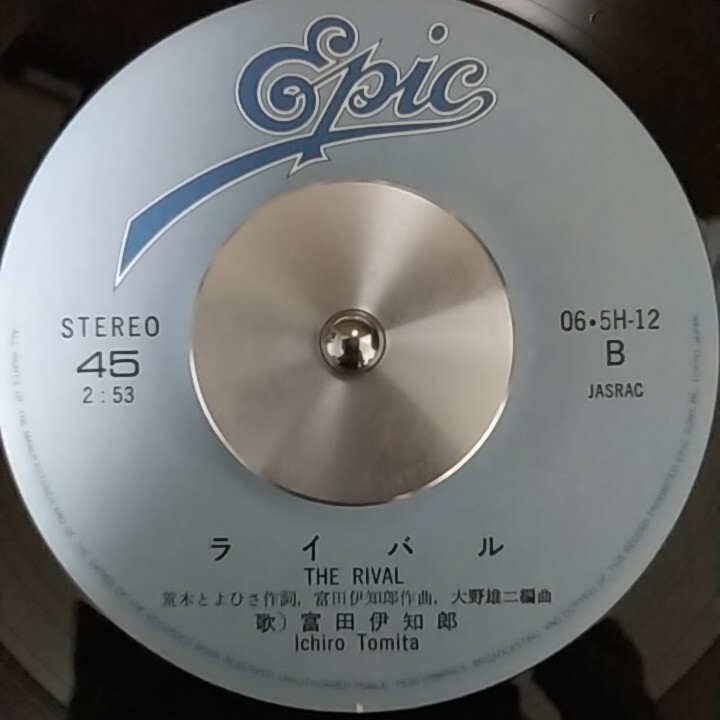 Epic
STEREO
45
2:53
06・5H-12
B
JASRAC
ライバル
THE RIVAL
荒木とよひさ作詞, 富田伊知郎作曲, 大野雄二編曲
歌）富田伊知郎
Ichiro Tomita